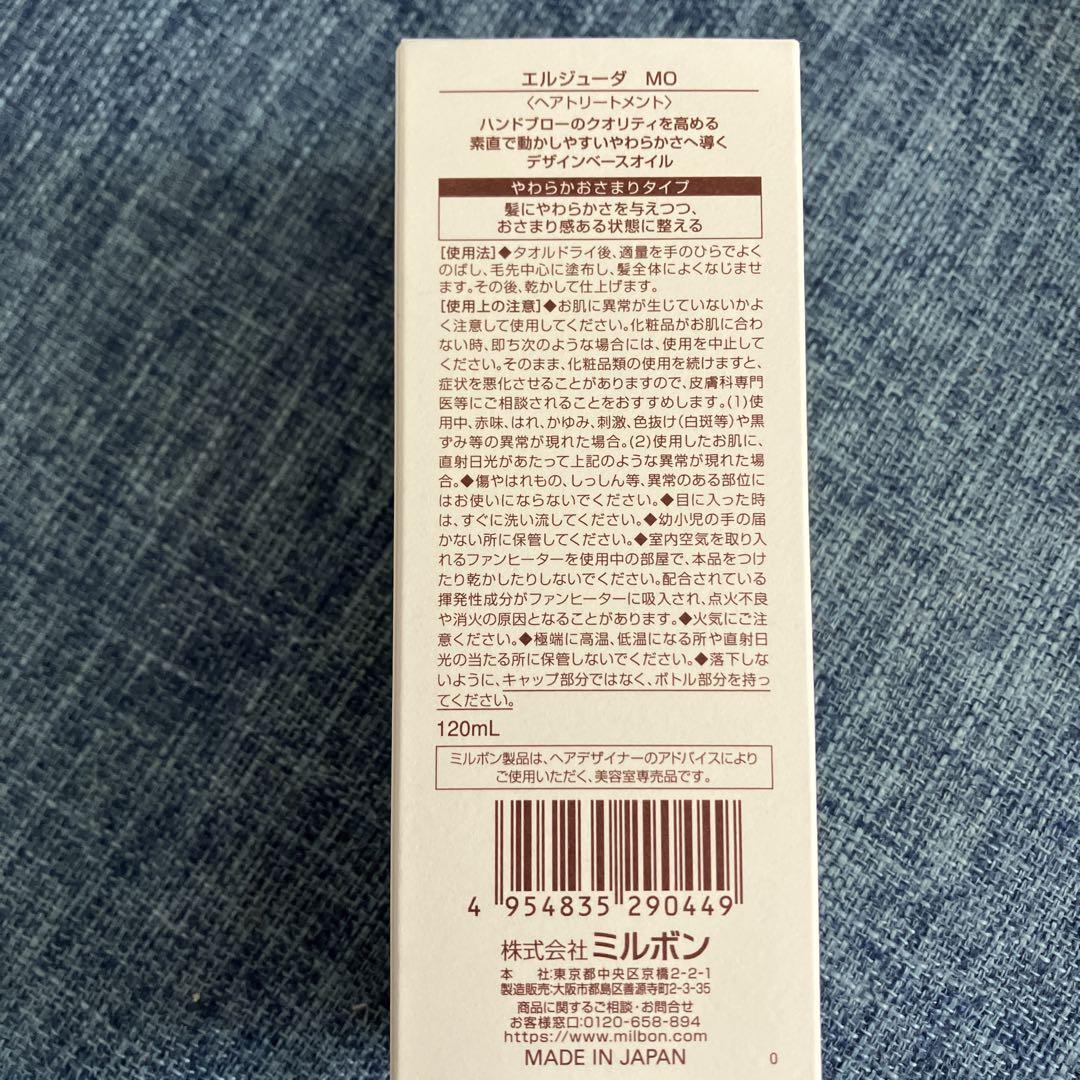 エルジューダ MO
〈ヘアトリートメント〉
ハンドブローのクオリティを高める
素直で動かしやすいやわらかさへ導く
デザインベースオイル
やわらかおさまりタイプ
髪にやわらかさを与えつつ、
おさまり感ある状態に整える
[使用法]◆タオルドライ後、適量を手のひらでよく
のばし、毛先中心に塗布し、髪全体によくなじませ
ます。その後、乾かして仕上げます。
[使用上の注意]◆お肌に異常が生じていないかよ
く注意して使用してください。化粧品がお肌に合わ
ない時、即ち次のような場合には、使用を中止して
ください。そのまま、化粧品類の使用を続けますと、
症状を悪化させることがありますので、皮膚科専門
医等にご相談されることをおすすめします。(1)使
用中、赤味、はれ、かゆみ、刺激、色抜け(白斑等)や黒
ずみ等の異常が現れた場合。(2)使用したお肌に、
直射日光があたって上記のような異常が現れた場
合。◆傷やはれもの、しっしん等、異常のある部位に
はお使いにならないでください。◆目に入った時
は、すぐに洗い流してください。◆幼小児の手の届
かない所に保管してください。◆室内空気を取り入
れるファンヒーターを使用中の部屋で、本品をつけ
たり乾かしたりしないでください。配合されている
揮発性成分がファンヒーターに吸入され、点火不良
や消火の原因となることがあります。◆火気にご注
意ください。◆極端に高温、低温になる所や直射日
光の当たる所に保管しないでください。◆落下しな
いように、キャップ部分ではなく、ボトル部分を持っ
てください。
120mL
ミルボン製品は、ヘアデザイナーのアドバイスにより
ご使用いただく、美容室専売品です。
4 954835 290449
株式会社 ミルボン
本 社:東京都中央区京橋2-2-1
製造販売:大阪市都島区善源寺町2-3-35
商品に関するご相談・お問合せ
お客様窓口:0120-658-894
https://www.milbon.com/
MADE IN JAPAN 0